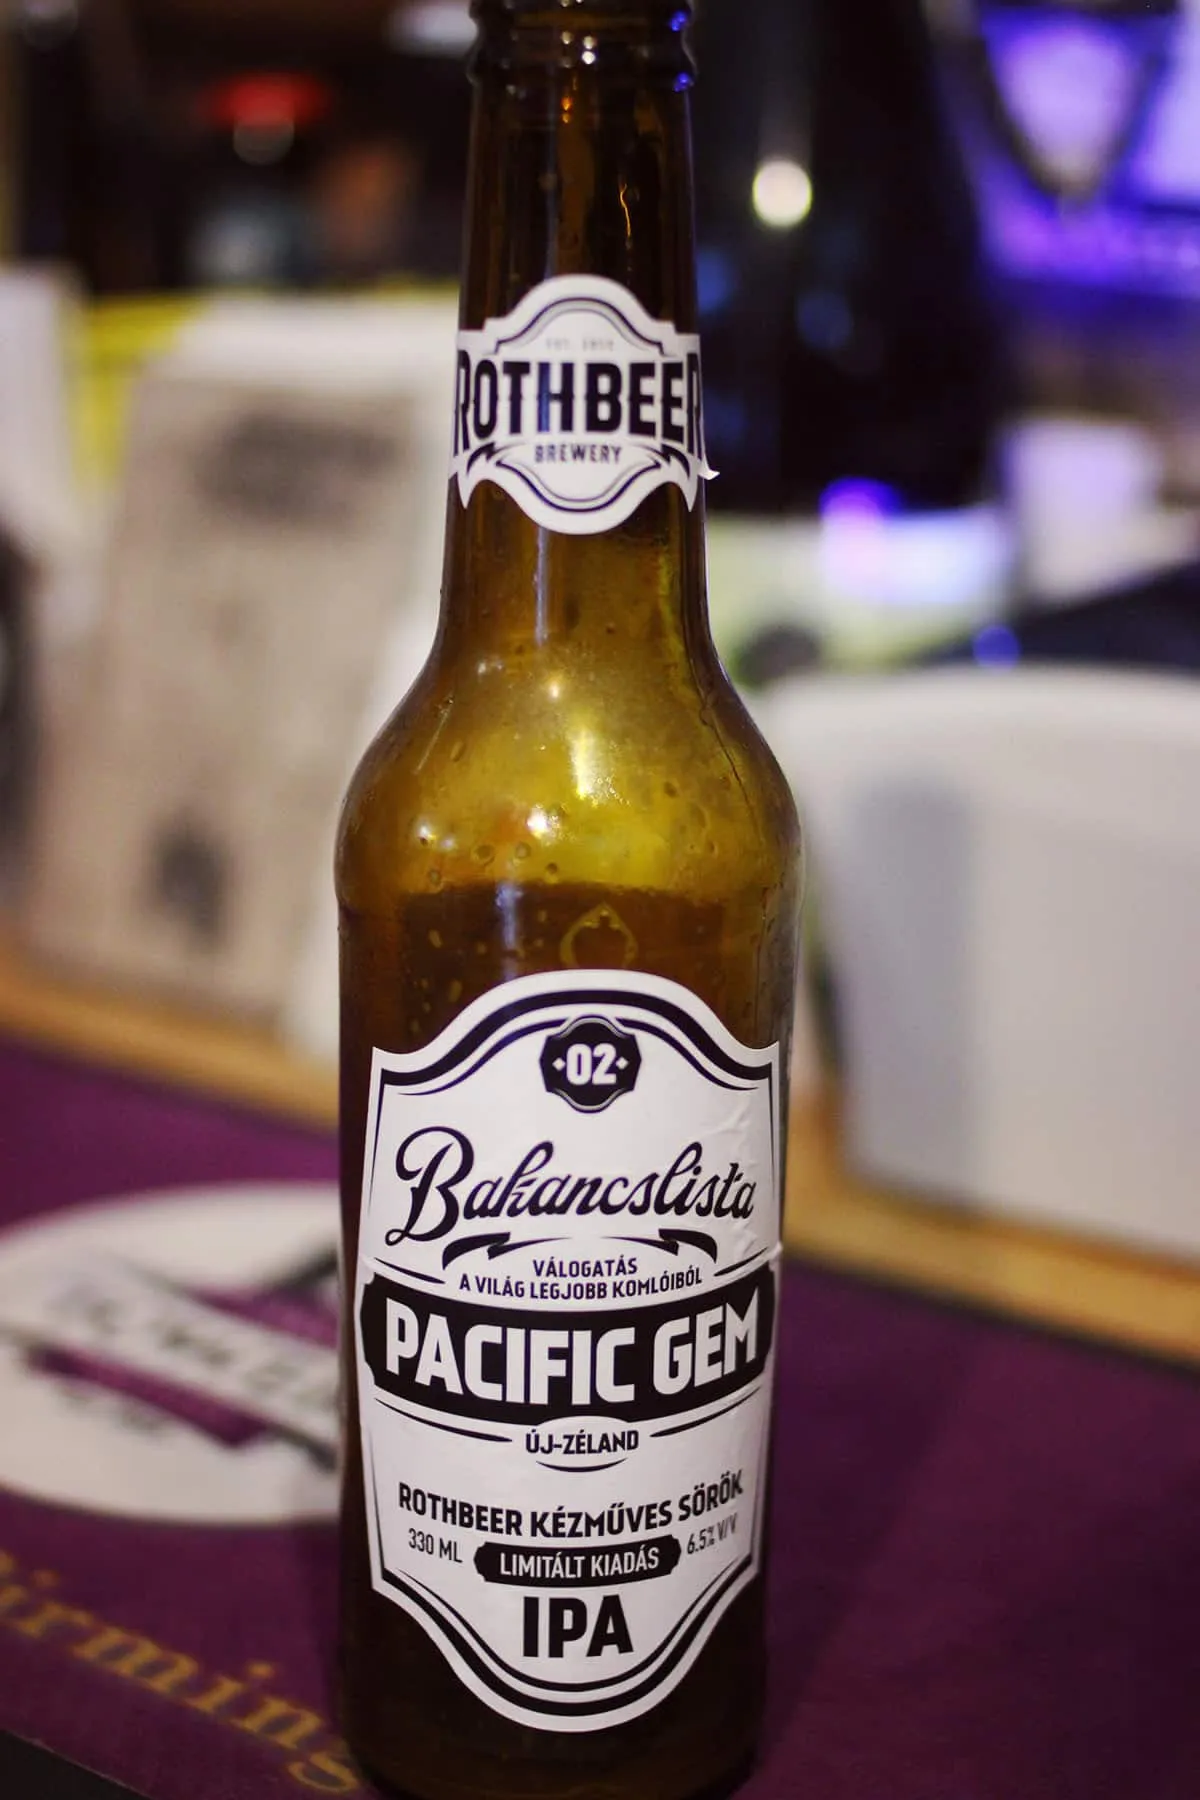 ROTHBEER
BREWERY
02
Bakancslista
VÁLOGATÁS
A VILÁG LEGJOBB KOMLÓIBÓL
PACIFIC GEM
ÚJ-ZÉLAND
ROTHBEER KÉZMŰVES SÖRÖK
330 ML LIMITÁLT KIADÁS 6.5% V/V
IPA